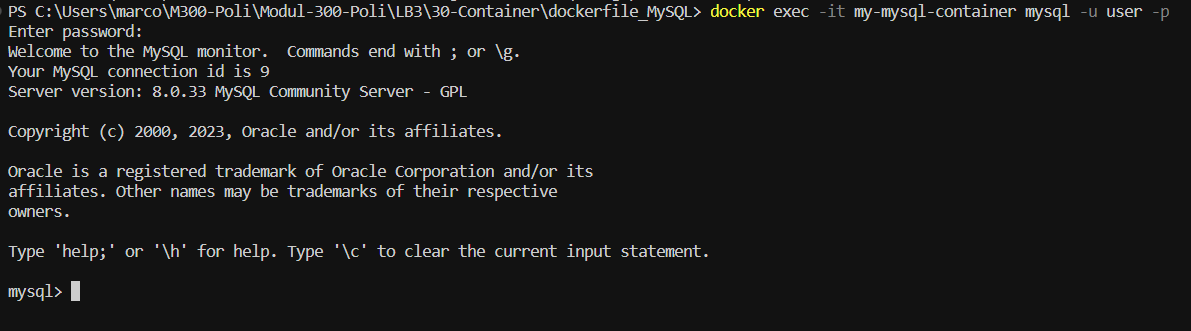 PS C:\Users\marco\M300-Poli\Modul-300-Poli\LB3\30-Container\dockerfile_MySQL> docker exec -it my-mysql-container mysql -u user -p
Enter password:
Welcome to the MySQL monitor.  Commands end with ; or \g.
Your MySQL connection id is 9
Server version: 8.0.33 MySQL Community Server - GPL
Copyright (c) 2000, 2023, Oracle and/or its affiliates.
Oracle is a registered trademark of Oracle Corporation and/or its
affiliates. Other names may be trademarks of their respective
owners.
Type 'help;' or '\h' for help. Type '\c' to clear the current input statement.
mysql>